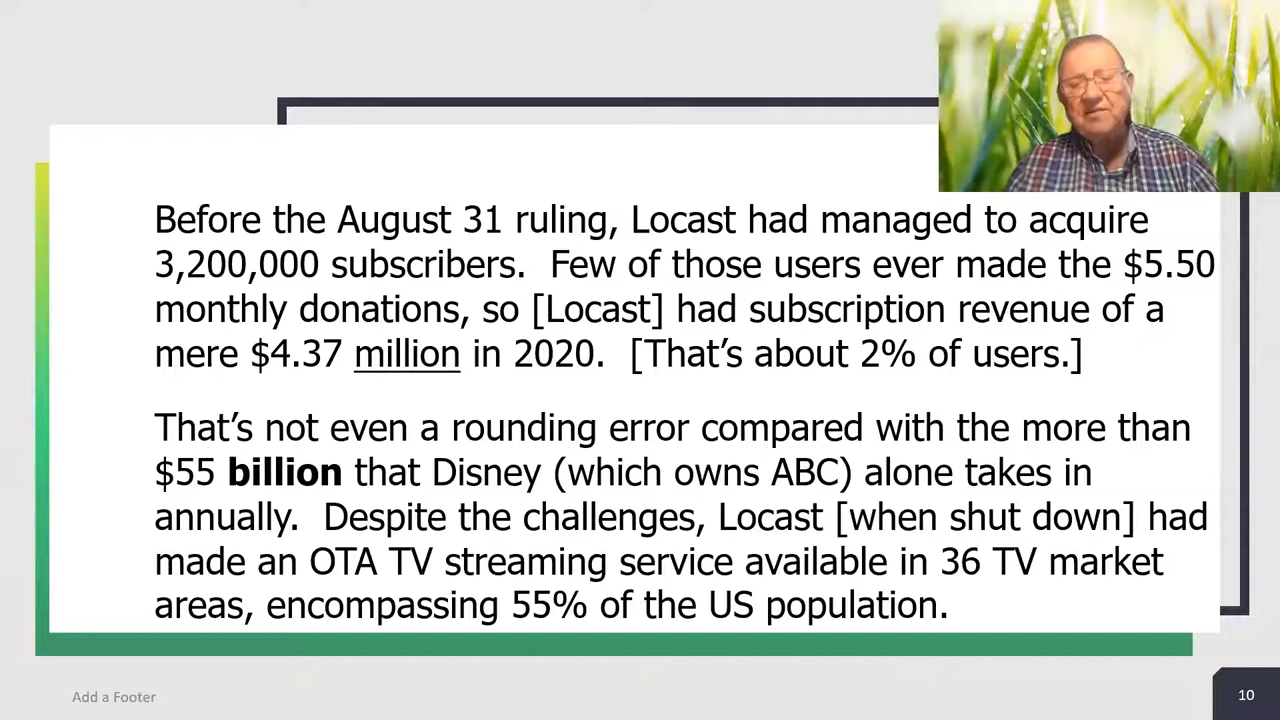 Before the August 31 ruling, Locast had managed to acquire
3,200,000 subscribers.  Few of those users ever made the $5.50
monthly donations, so [Locast] had subscription revenue of a
mere $4.37 million in 2020.  [That’s about 2% of users.]
That’s not even a rounding error compared with the more than
$55 billion that Disney (which owns ABC) alone takes in
annually.  Despite the challenges, Locast [when shut down] had
made an OTA TV streaming service available in 36 TV market
areas, encompassing 55% of the US population.
Add a Footer
10